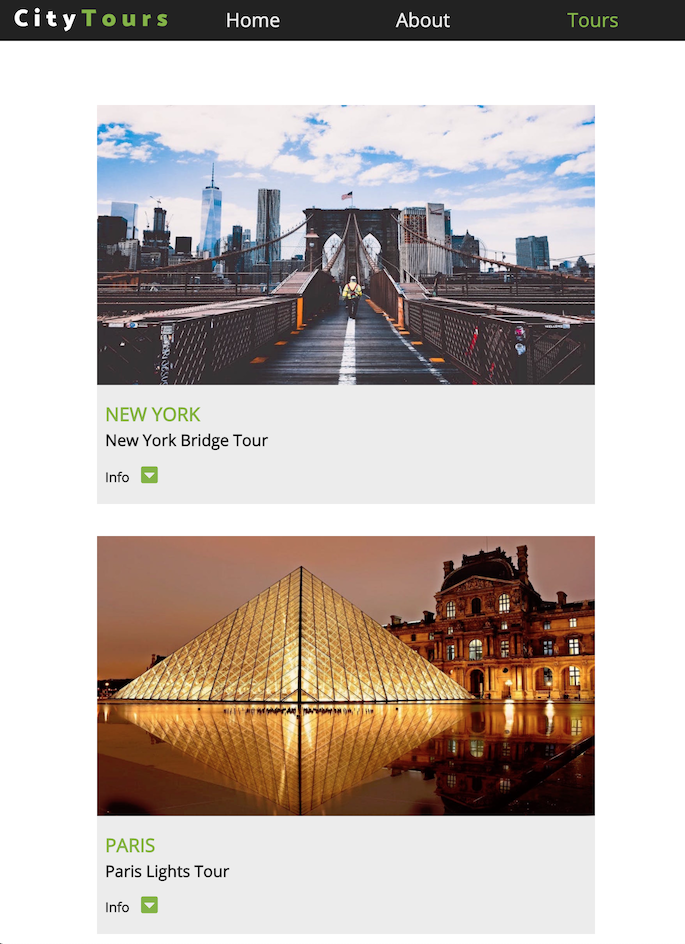 CityTours Home About Tours
NEW YORK
New York Bridge Tour
Info
PARIS
Paris Lights Tour
Info